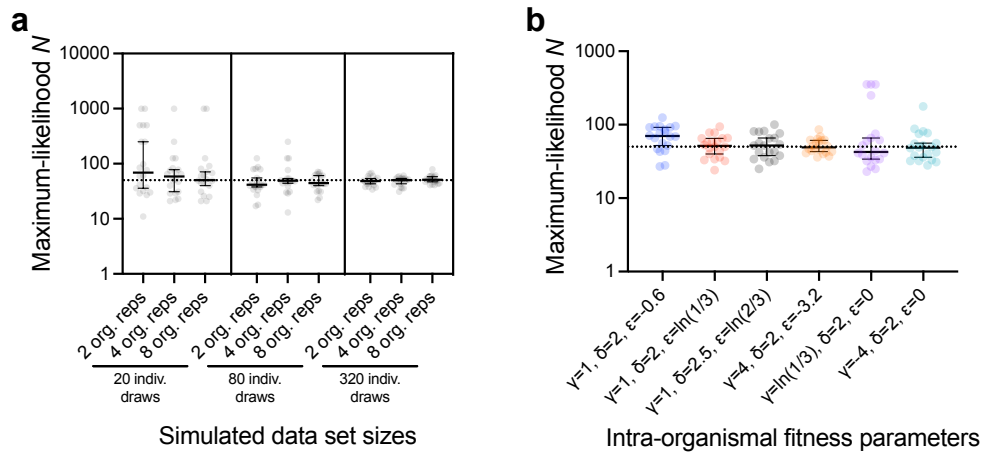 a
Maximum-likelihood N
10000
1000
100
10
1
2 org. reps
4 org. reps
8 org. reps
2 org. reps
4 org. reps
8 org. reps
2 org. reps
4 org. reps
8 org. reps
20 indiv.
draws
80 indiv.
draws
320 indiv.
draws
Simulated data set sizes
b
Maximum-likelihood N
1000
100
10
1
γ=1, δ=2, ε=-0.6
γ=1, δ=2, ε=ln(1/3)
γ=1, δ=2.5, ε=ln(2/3)
γ=4, δ=2, ε=-3.2
γ=ln(1/3), δ=2, ε=0
γ=-4, δ=2, ε=0
Intra-organismal fitness parameters